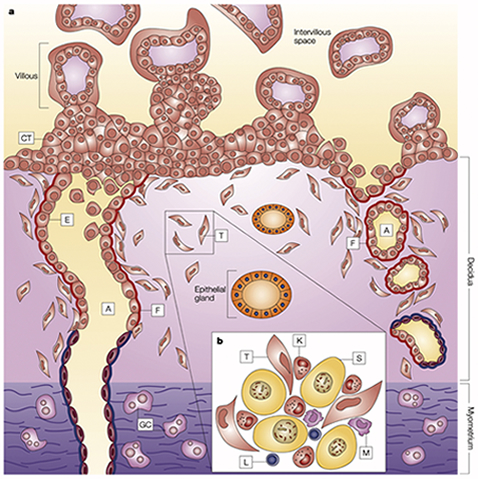 a
Intervillous
space
Villous
CT
E
T
F
A
Epithelial
gland
A
F
Decidua
b
K
T
S
GC
L
M
Myometrium